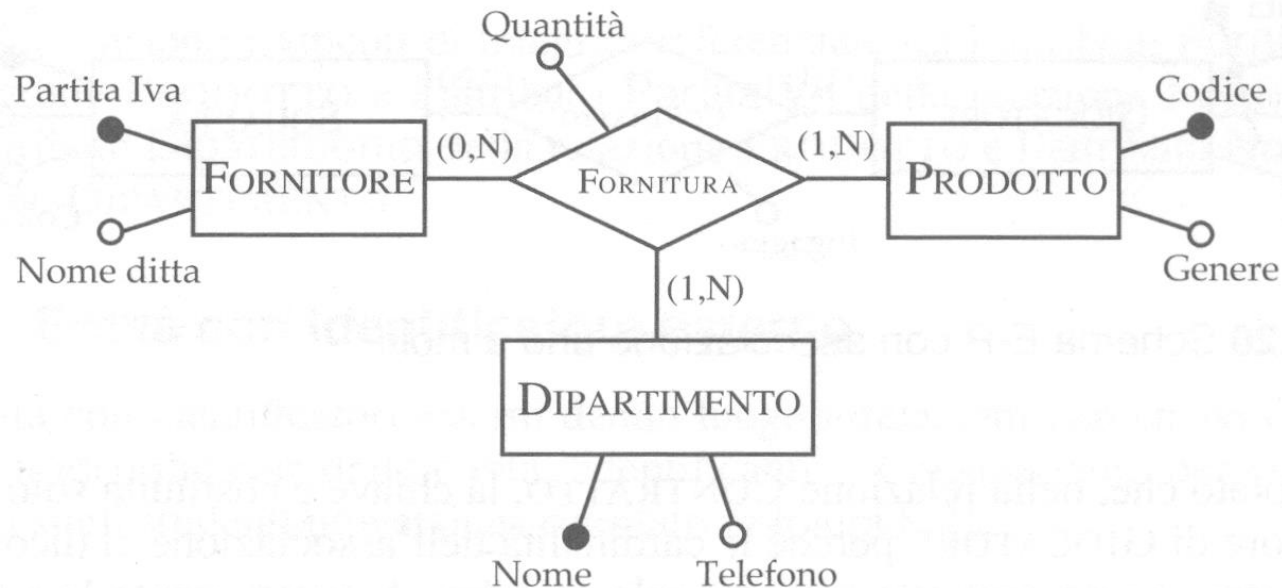 Quantità
Partita Iva
Codice
(0,N)
(1,N)
FORNITORE
FORNITURA
PRODOTTO
Nome ditta
Genere
(1,N)
DIPARTIMENTO
Nome
Telefono